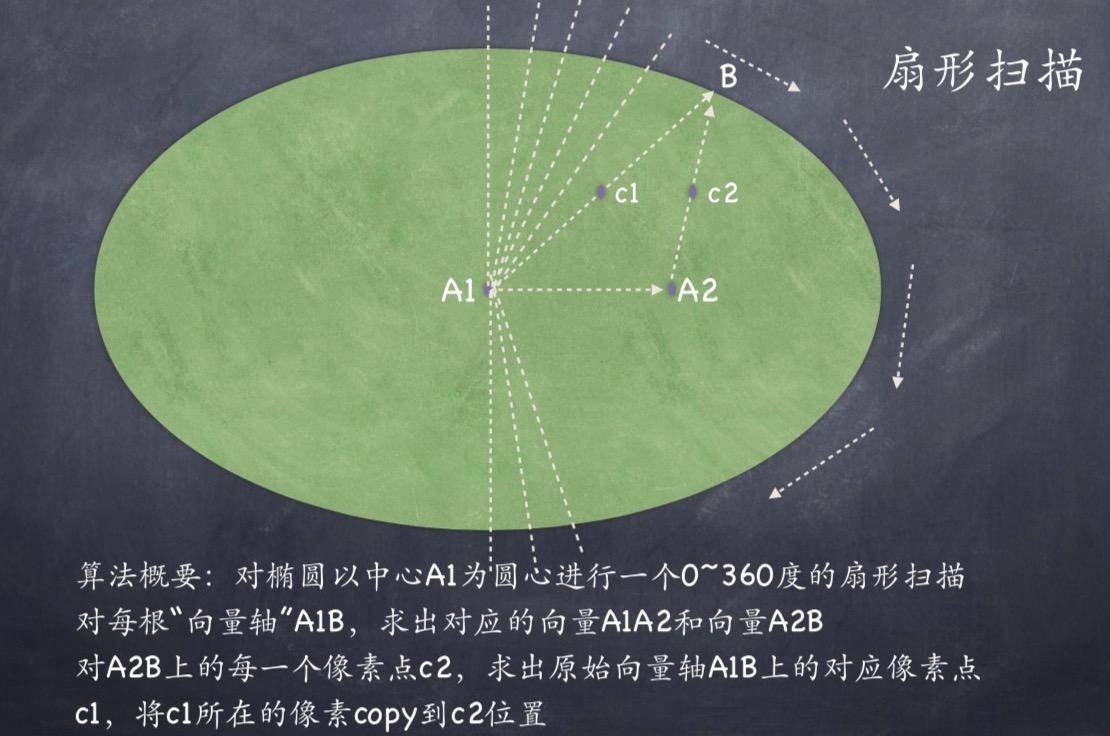 扇形扫描
B
c1
c2
A1
A2
算法概要：对椭圆以中心A1为圆心进行一个0~360度的扇形扫描
对每根“向量轴”A1B，求出对应的向量A1A2和向量A2B
对A2B上的每一个像素点c2，求出原始向量轴A1B上的对应像素点
c1，将c1所在的像素copy到c2位置